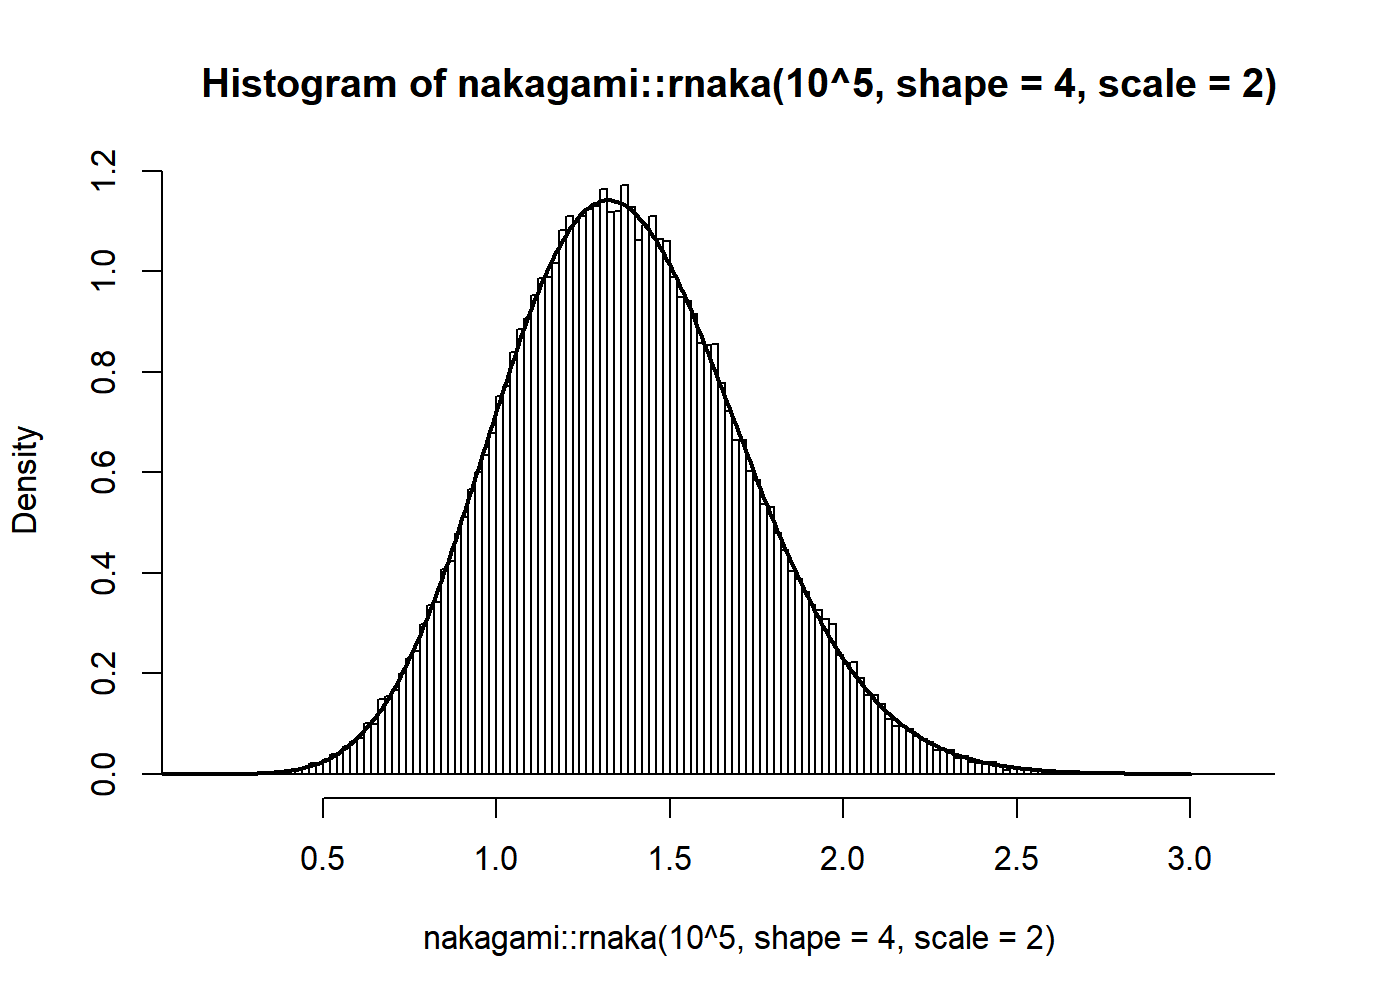 Histogram of nakagami::rnaka(10^5, shape = 4, scale = 2)
Density
1.2
1.0
0.8
0.6
0.4
0.2
0.0
0.5 1.0 1.5 2.0 2.5 3.0
nakagami::rnaka(10^5, shape = 4, scale = 2)